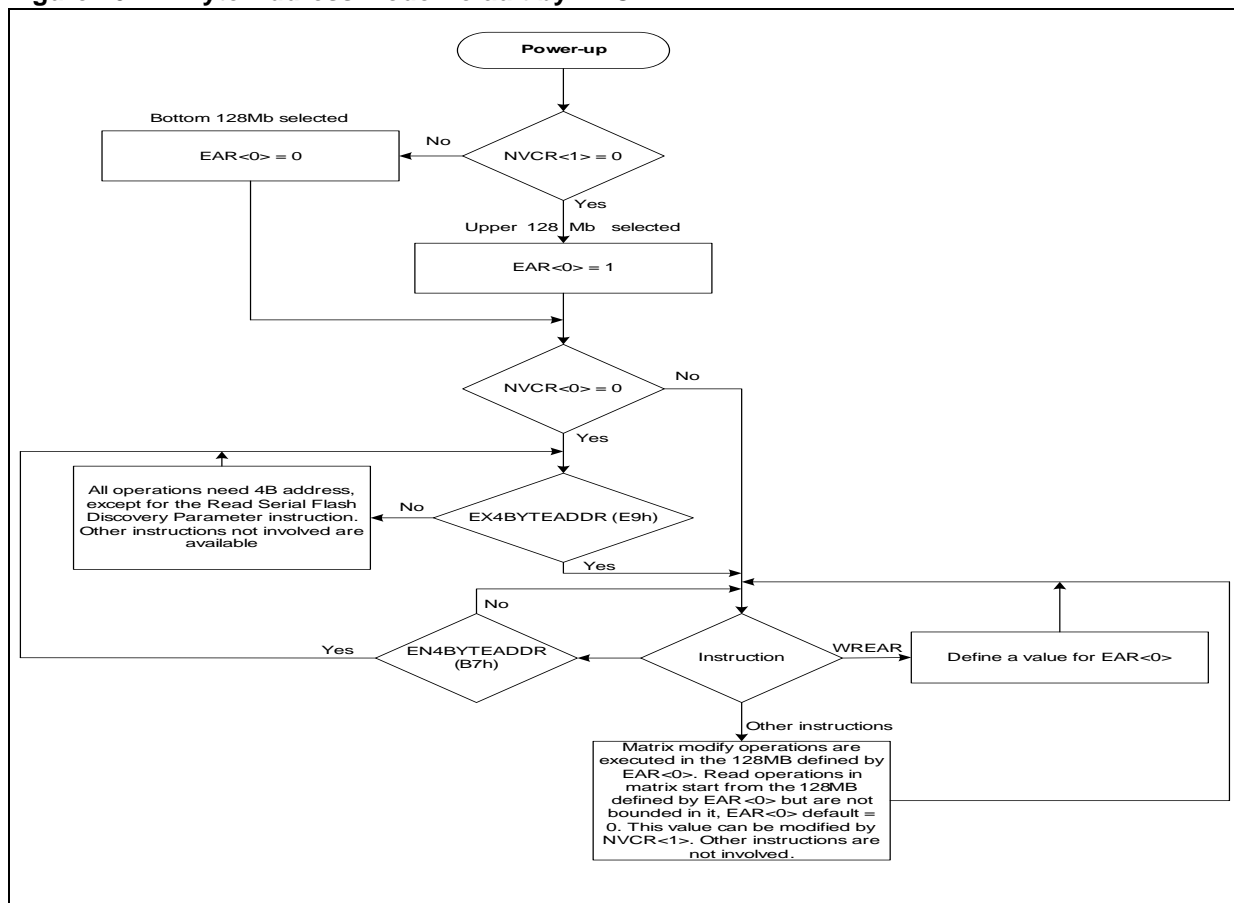 Power-up
Bottom 128Mb selected
No
EAR<0> = 0
NVCR<1> = 0
Yes
Upper 128 Mb selected
EAR<0> = 1
NVCR<0> = 0
No
Yes
All operations need 4B address,
except for the Read Serial Flash
Discovery Parameter instruction.
Other instructions not involved are
available
No
EX4BYTEADDR (E9h)
Yes
No
Yes
EN4BYTEADDR
(B7h)
Instruction
WREAR
Define a value for EAR<0>
Other instructions
Matrix modify operations are
executed in the 128MB defined by
EAR<0>. Read operations in
matrix start from the 128MB
defined by EAR<0> but are not
bounded in it, EAR<0> default =
0. This value can be modified by
NVCR<1>. Other instructions are
not involved.